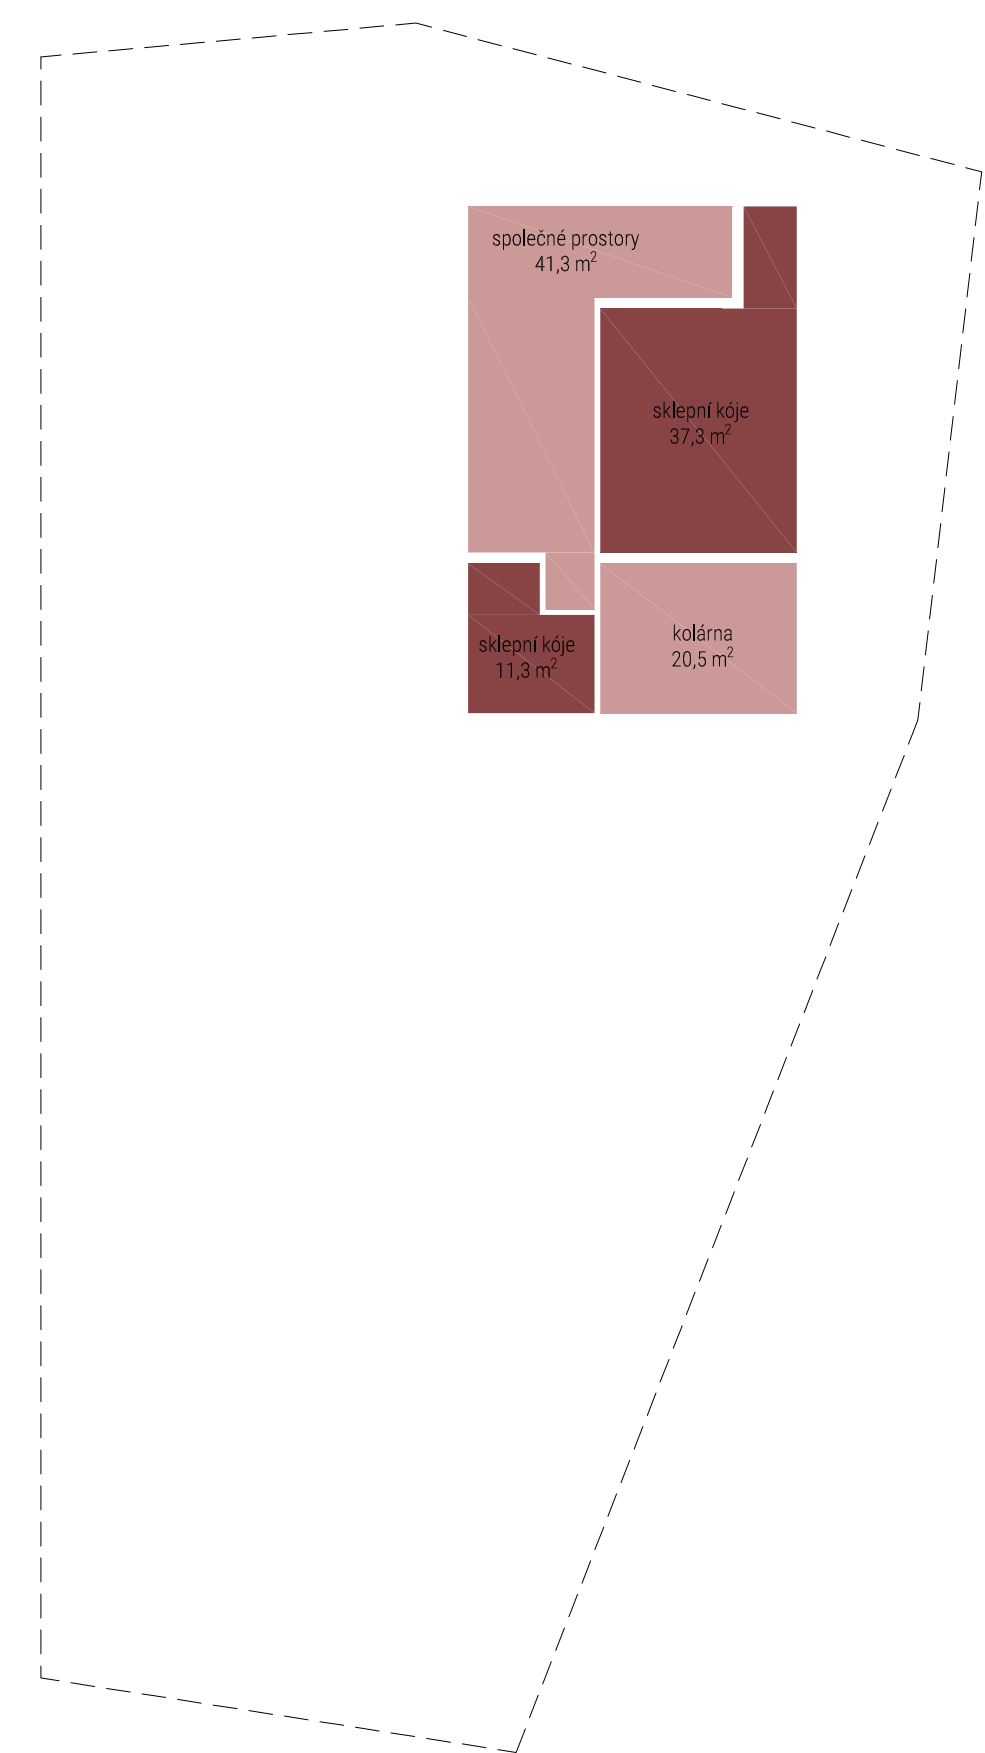 společné prostory
41,3 m²
sklepní kóje
37,3 m²
kolárna
20,5 m²
sklepní kóje
11,3 m²